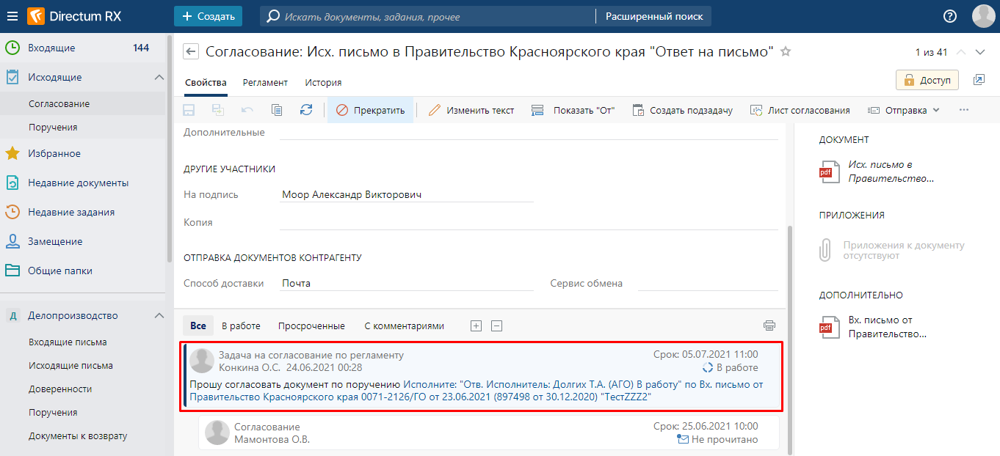 Directum RX
Создать
Искать документы, задания, прочее
Расширенный поиск
Входящие 144
Исходящие
Согласование
Поручения
Избранное
Недавние документы
Недавние задания
Замещение
Общие папки
Д Делопроизводство
Входящие письма
Исходящие письма
Доверенности
Поручения
Документы к возврату
Согласование: Исх. письмо в Правительство Красноярского края "Ответ на письмо"
1 из 41
Свойства Регламент История
Доступ
Прекратить Изменить текст Показать "От" Создать подзадачу Лист согласования Отправка
Дополнительные
ДРУГИЕ УЧАСТНИКИ
На подпись Моор Александр Викторович
Копия
ОТПРАВКА ДОКУМЕНТОВ КОНТРАГЕНТУ
Способ доставки Почта Сервис обмена
Все В работе Просроченные С комментариями
Задача на согласование по регламенту Срок: 05.07.2021 11:00
Конкина О.С. 24.06.2021 00:28 В работе
Прошу согласовать документ по поручению Исполните: "Отв. Исполнитель: Долгих Т.А. (АГО) В работу" по Вх. письмо от
Правительство Красноярского края 0071-2126/ГО от 23.06.2021 (897498 от 30.12.2020) "ТестZZZ2"
Согласование Срок: 25.06.2021 10:00
Мамонтова О.В. Не прочитано
ДОКУМЕНТ
pdf
Исх. письмо в
Правительство...
ПРИЛОЖЕНИЯ
Приложения к документу
отсутствуют
ДОПОЛНИТЕЛЬНО
pdf
Вх. письмо от
Правительство...